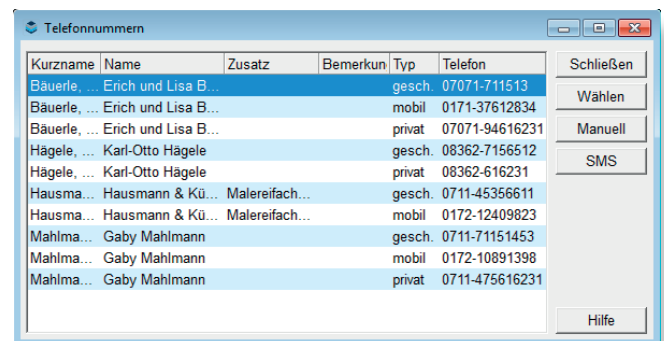 Telefonnummern
Kurzname Name Zusatz Bemerkun Typ Telefon
Bäuerle, ... Erich und Lisa B... gesch. 07071-711513
Bäuerle, ... Erich und Lisa B... mobil 0171-37612834
Bäuerle, ... Erich und Lisa B... privat 07071-94616231
Hägele, ... Karl-Otto Hägele gesch. 08362-7156512
Hägele, ... Karl-Otto Hägele privat 08362-616231
Hausma... Hausmann & Kü... Malereifach... gesch. 0711-45356611
Hausma... Hausmann & Kü... Malereifach... mobil 0172-12409823
Mahlma... Gaby Mahlmann gesch. 0711-71151453
Mahlma... Gaby Mahlmann mobil 0172-10891398
Mahlma... Gaby Mahlmann privat 0711-475616231
Schließen
Wählen
Manuell
SMS
Hilfe